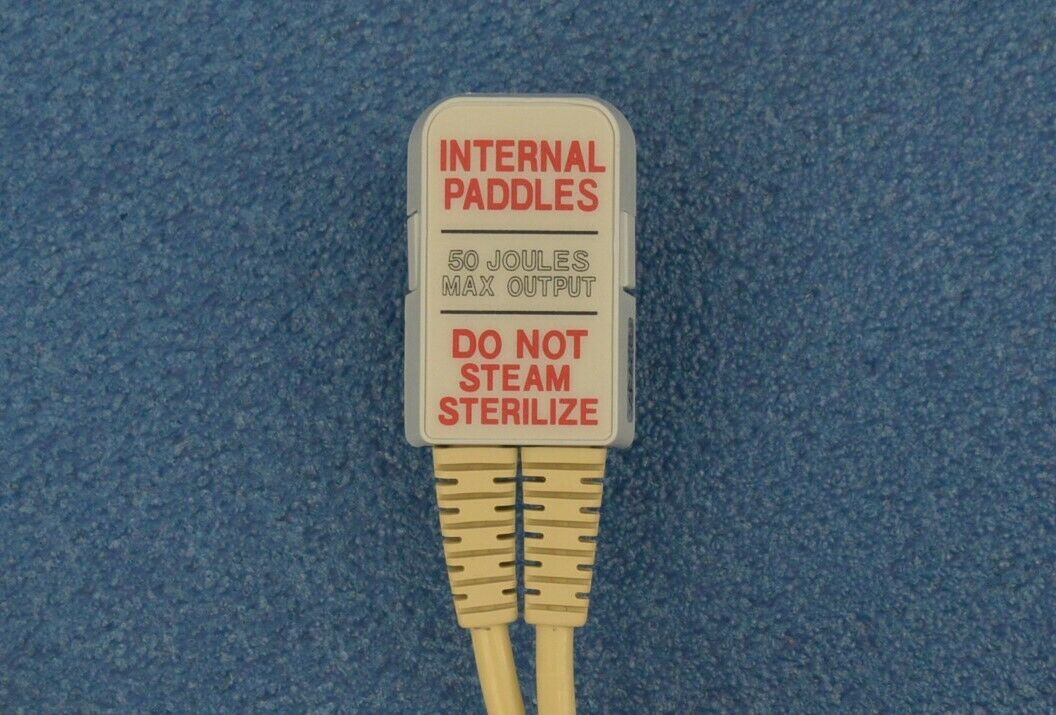 INTERNAL
PADDLES
50 JOULES
MAX OUTPUT
DO NOT
STEAM
STERILIZE